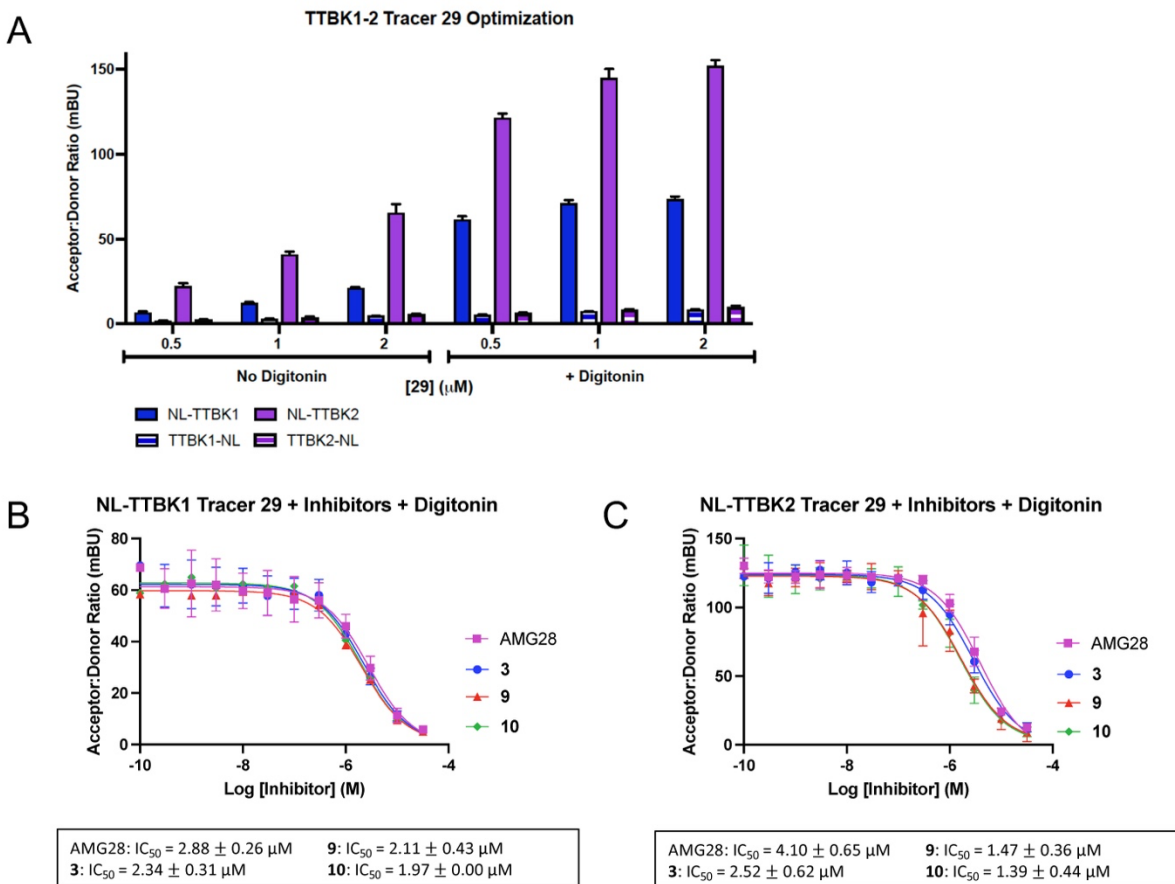 A
TTBK1-2 Tracer 29 Optimization
Acceptor:Donor Ratio (mBU)
150
100
50
0
0.5 1 2 0.5 1 2
No Digitonin + Digitonin
[29] (μM)
NL-TTBK1 NL-TTBK2
TTBK1-NL TTBK2-NL
B
NL-TTBK1 Tracer 29 + Inhibitors + Digitonin
Acceptor:Donor Ratio (mBU)
80
60
40
20
0
-10 -8 -6 -4
Log [Inhibitor] (M)
AMG28
3
9
10
AMG28: IC50 = 2.88 ± 0.26 μM 9: IC50 = 2.11 ± 0.43 μM
3: IC50 = 2.34 ± 0.31 μM 10: IC50 = 1.97 ± 0.00 μM
C
NL-TTBK2 Tracer 29 + Inhibitors + Digitonin
Acceptor:Donor Ratio (mBU)
150
100
50
0
-10 -8 -6 -4
Log [Inhibitor] (M)
AMG28
3
9
10
AMG28: IC50 = 4.10 ± 0.65 μM 9: IC50 = 1.47 ± 0.36 μM
3: IC50 = 2.52 ± 0.62 μM 10: IC50 = 1.39 ± 0.44 μM